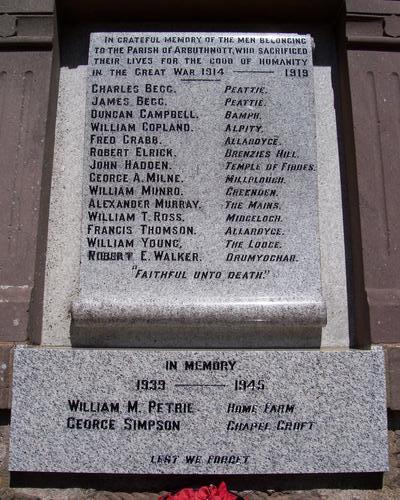 IN GRATEFUL MEMORY OF THE MEN BELONGING
TO THE PARISH OF ARBUTHNOTT, WHO SACRIFICED
THEIR LIVES FOR THE GOOD OF HUMANITY
IN THE GREAT WAR 1914 —— 1919
CHARLES BEGG. PEATTIE.
JAMES BEGG. PEATTIE.
DUNCAN CAMPBELL. BAMPH.
WILLIAM COPLAND. ALPITY.
FRED CRABB. ALLARDYCE.
ROBERT ELRICK. BRENZIES HILL.
JOHN HADDEN. TEMPLE OF FIDDES.
GEORGE A. MILNE. MILLPLOUGH.
WILLIAM MUNRO. GREENDEN.
ALEXANDER MURRAY. THE MAINS.
WILLIAM T. ROSS. MIDGELOCH.
FRANCIS THOMSON. ALLARDYCE.
WILLIAM YOUNG. THE LODGE.
ROBERT E. WALKER. DRUMYOCHAR.
"FAITHFUL UNTO DEATH."
IN MEMORY
1939 —— 1945
WILLIAM M. PETRIE HOME FARM
GEORGE SIMPSON CHAPEL CROFT
LEST WE FORGET